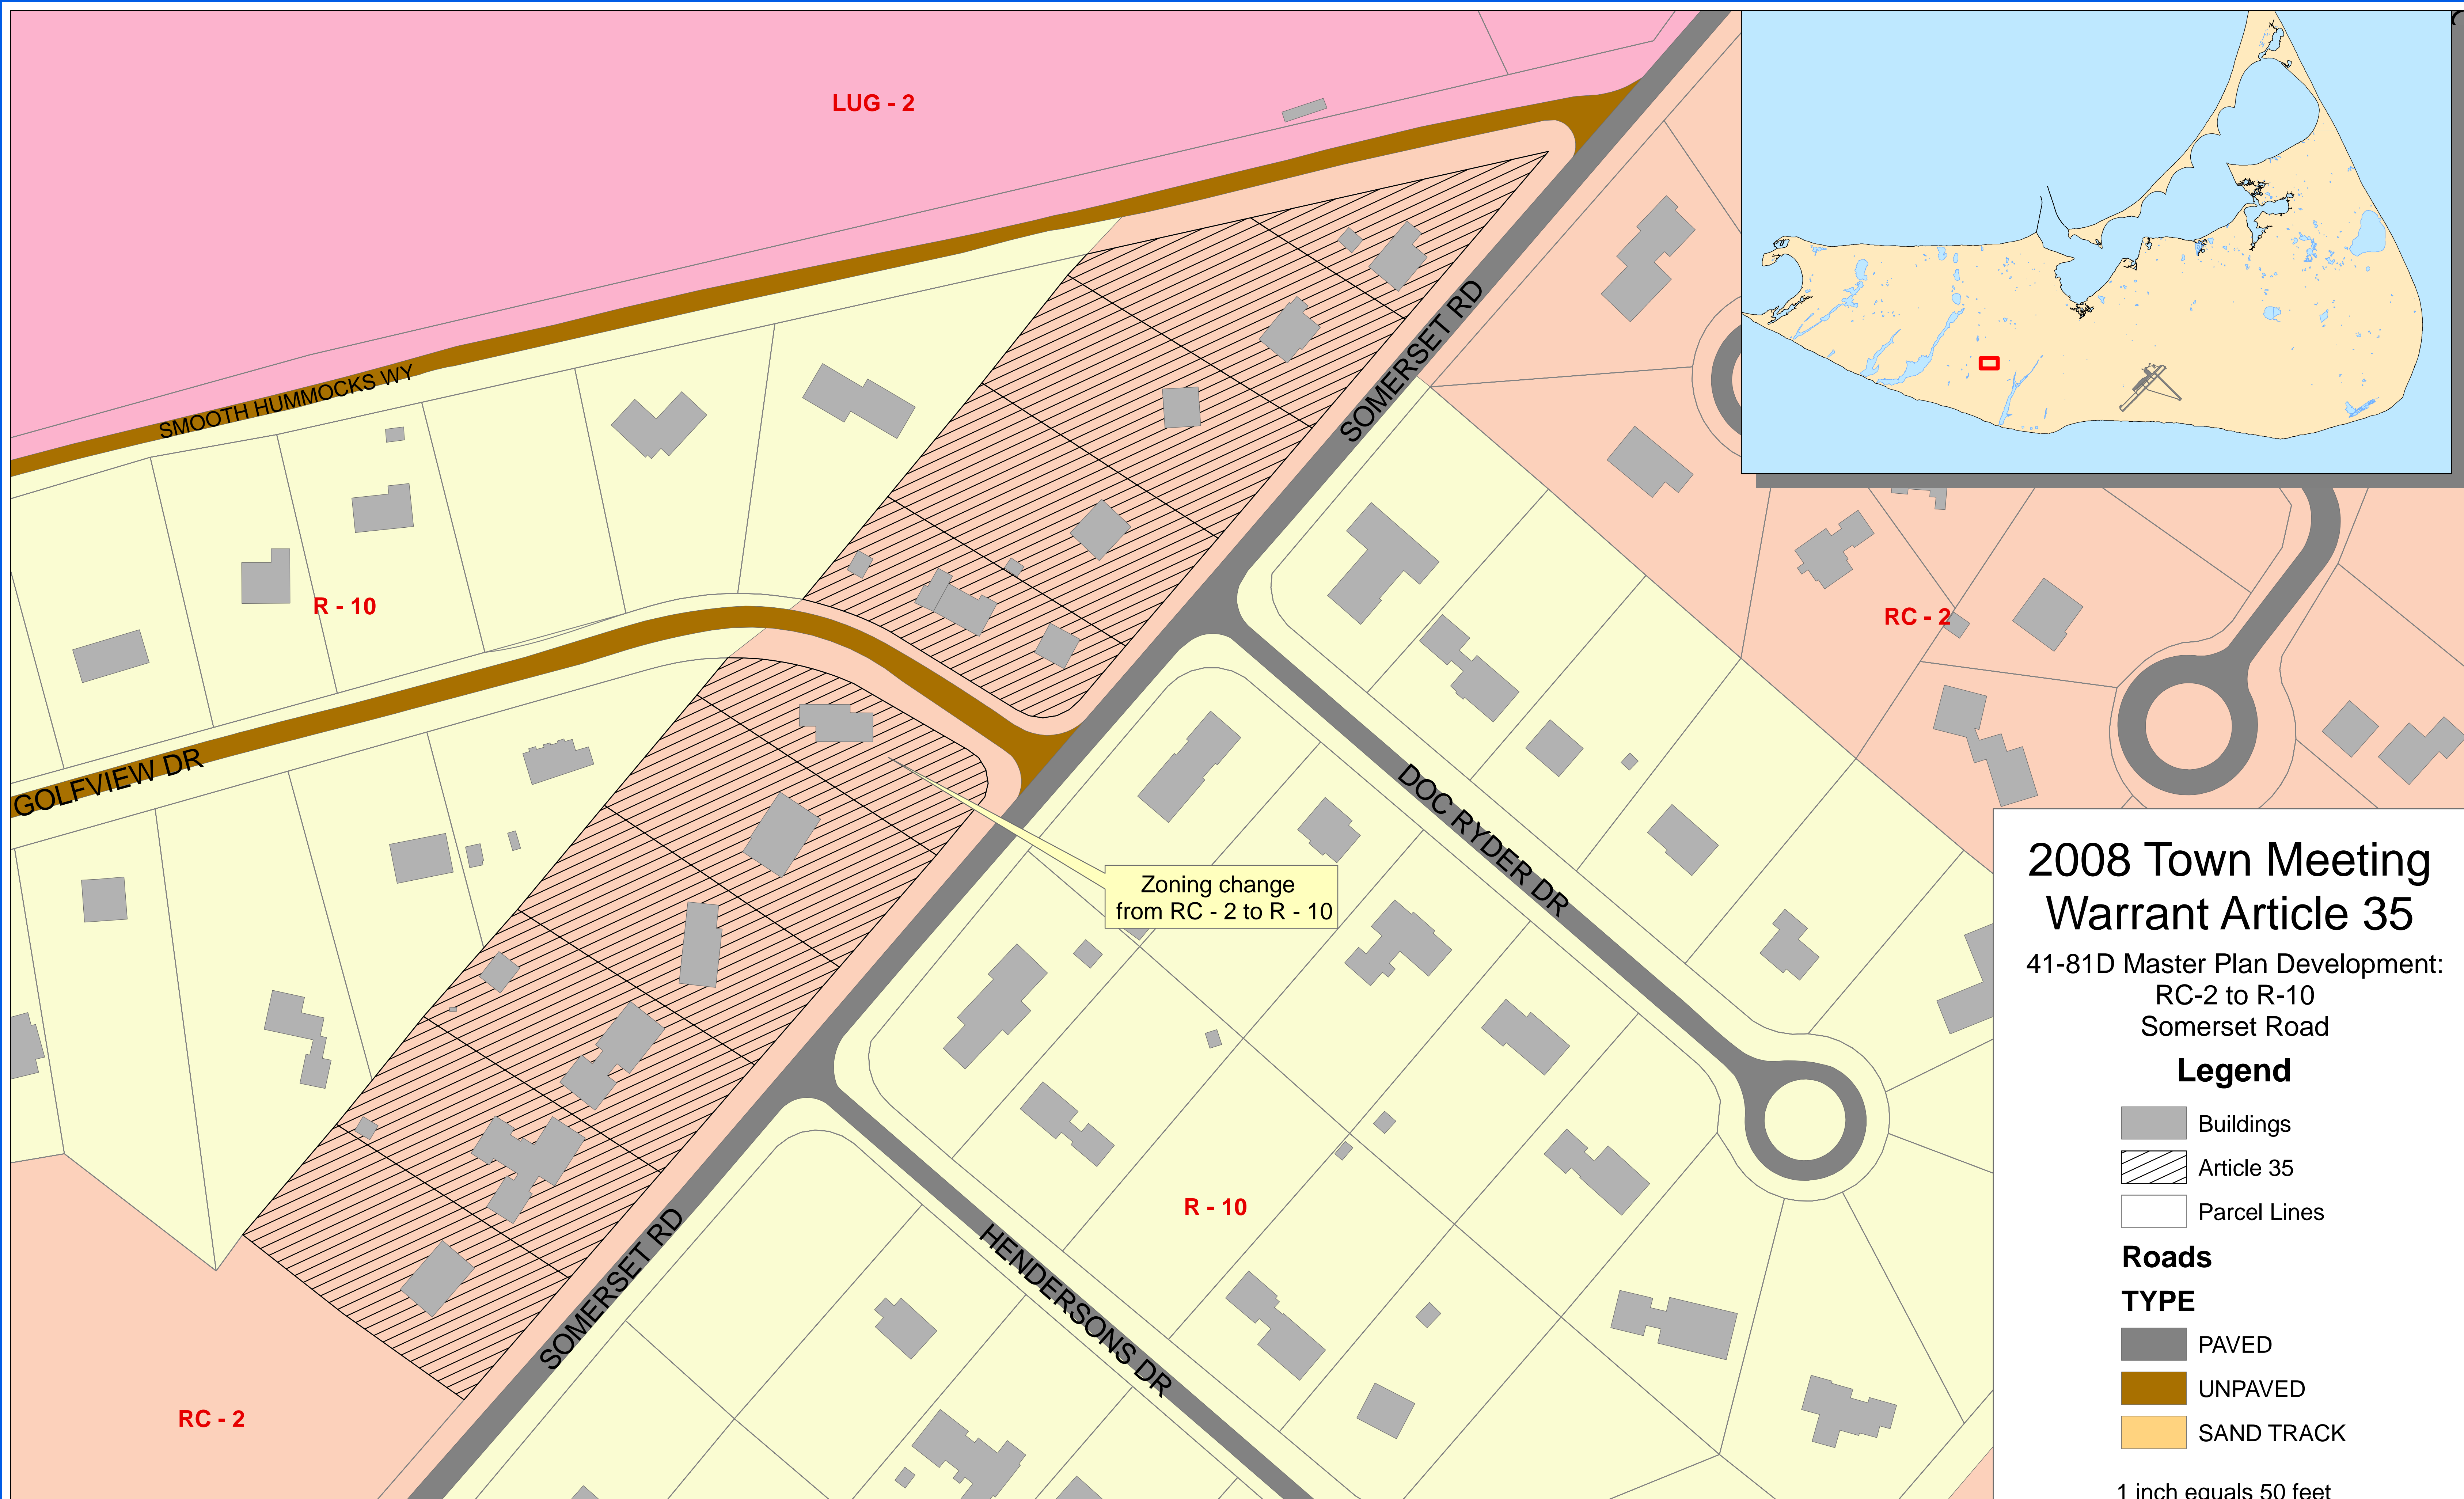 LUG - 2
SMOOTH HUMMOCKS WY
SOMERSET RD
R - 10
RC - 2
GOLFVIEW DR
DOC RYDER DR
Zoning change
from RC - 2 to R - 10
R - 10
SOMERSET RD
HENDERSONS DR
RC - 2
2008 Town Meeting
Warrant Article 35
41-81D Master Plan Development:
RC-2 to R-10
Somerset Road
Legend
Buildings
Article 35
Parcel Lines
Roads
TYPE
PAVED
UNPAVED
SAND TRACK
1 inch equals 50 feet